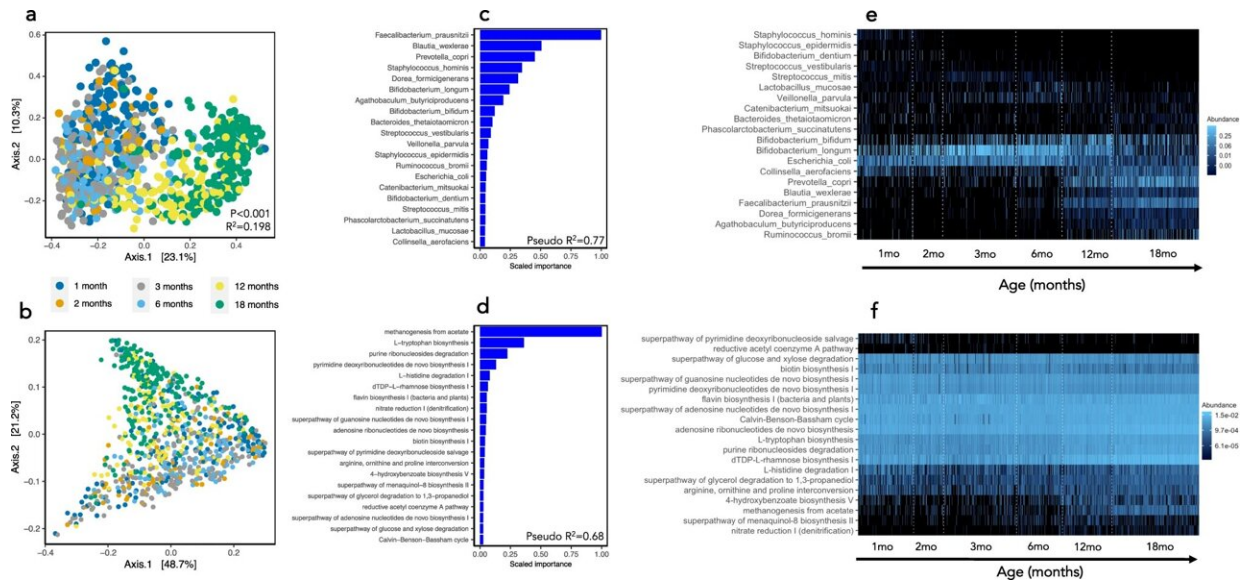 a
0.6
0.4
0.2
0.0
−0.2
Axis.2 [10.3%]
−0.4
−0.2
0.0
0.2
0.4
0.6
Axis.1 [23.1%]
P<0.001
R²=0.198
1 month
3 months
12 months
2 months
6 months
18 months
b
0.2
0.1
0.0
−0.1
−0.2
Axis.2 [21.2%]
−0.4
−0.2
0.0
0.2
Axis.1 [48.7%]
c
Faecalibacterium_prausnitzii
Blautia_wexlerae
Prevotella_copri
Staphylococcus_hominis
Dorea_formicigenerans
Bifidobacterium_longum
Agathobaculum_butyriciproducens
Bifidobacterium_bifidum
Bacteroides_thetaiotaomicron
Streptococcus_vestibularis
Veillonella_parvula
Staphylococcus_epidermidis
Ruminococcus_bromii
Escherichia_coli
Catenibacterium_mitsuokai
Bifidobacterium_dentium
Streptococcus_mitis
Phascolarctobacterium_succinatutens
Lactobacillus_mucosae
Collinsella_aerofaciens
Pseudo R²=0.77
0.00
0.25
0.50
0.75
1.00
Scaled importance
d
methanogenesis from acetate
L−tryptophan biosynthesis
purine ribonucleosides degradation
pyrimidine deoxyribonucleotides de novo biosynthesis I
L−histidine degradation I
dTDP−L−rhamnose biosynthesis I
flavin biosynthesis I (bacteria and plants)
nitrate reduction I (denitrification)
superpathway of guanosine nucleotides de novo biosynthesis I
adenosine ribonucleotides de novo biosynthesis
biotin biosynthesis I
superpathway of pyrimidine deoxyribonucleoside salvage
arginine, ornithine and proline interconversion
4−hydroxybenzoate biosynthesis V
superpathway of menaquinol−8 biosynthesis II
superpathway of glycerol degradation to 1,3−propanediol
reductive acetyl coenzyme A pathway
superpathway of adenosine nucleotides de novo biosynthesis I
superpathway of glucose and xylose degradation
Calvin−Benson−Bassham cycle
Pseudo R²=0.68
0.00
0.25
0.50
0.75
1.00
Scaled importance
e
Staphylococcus_hominis
Staphylococcus_epidermidis
Bifidobacterium_dentium
Streptococcus_vestibularis
Streptococcus_mitis
Lactobacillus_mucosae
Veillonella_parvula
Catenibacterium_mitsuokai
Bacteroides_thetaiotaomicron
Phascolarctobacterium_succinatutens
Bifidobacterium_bifidum
Bifidobacterium_longum
Escherichia_coli
Collinsella_aerofaciens
Prevotella_copri
Blautia_wexlerae
Faecalibacterium_prausnitzii
Dorea_formicigenerans
Agathobaculum_butyriciproducens
Ruminococcus_bromii
1mo
2mo
3mo
6mo
12mo
18mo
Age (months)
Abundance
0.25
0.06
0.01
0.00
f
superpathway of pyrimidine deoxyribonucleoside salvage
reductive acetyl coenzyme A pathway
superpathway of glucose and xylose degradation
biotin biosynthesis I
superpathway of guanosine nucleotides de novo biosynthesis I
pyrimidine deoxyribonucleotides de novo biosynthesis I
flavin biosynthesis I (bacteria and plants)
superpathway of adenosine nucleotides de novo biosynthesis I
Calvin−Benson−Bassham cycle
adenosine ribonucleotides de novo biosynthesis
L−tryptophan biosynthesis
purine ribonucleosides degradation
dTDP−L−rhamnose biosynthesis I
L−histidine degradation I
superpathway of glycerol degradation to 1,3−propanediol
arginine, ornithine and proline interconversion
4−hydroxybenzoate biosynthesis V
methanogenesis from acetate
superpathway of menaquinol−8 biosynthesis II
nitrate reduction I (denitrification)
1mo
2mo
3mo
6mo
12mo
18mo
Age (months)
Abundance
1.5e−02
9.7e−04
6.1e−05